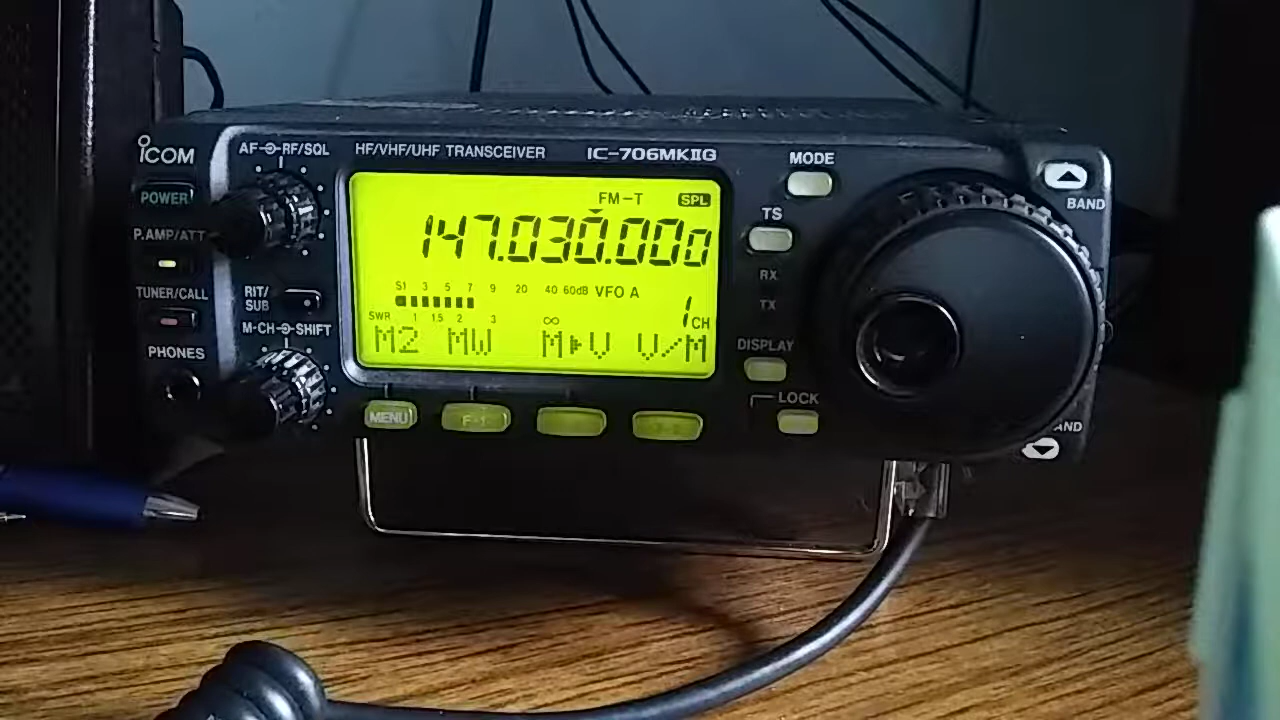 ICOM
AF RF/SQL
HF/VHF/UHF TRANSCEIVER
IC-706MKIIG
MODE
BAND
POWER
FM-T SPL
TS
P.AMP/ATT
147.030.000
RX
TUNER/CALL
RIT/
SUB
S1 3 5 7 9 20 40 60dB VFO A
TX
SWR 1 1.5 2 3 ∞
1 CH
M-CH SHIFT
M2 MW M▸V V/M
DISPLAY
PHONES
LOCK
MENU
F-1
AND